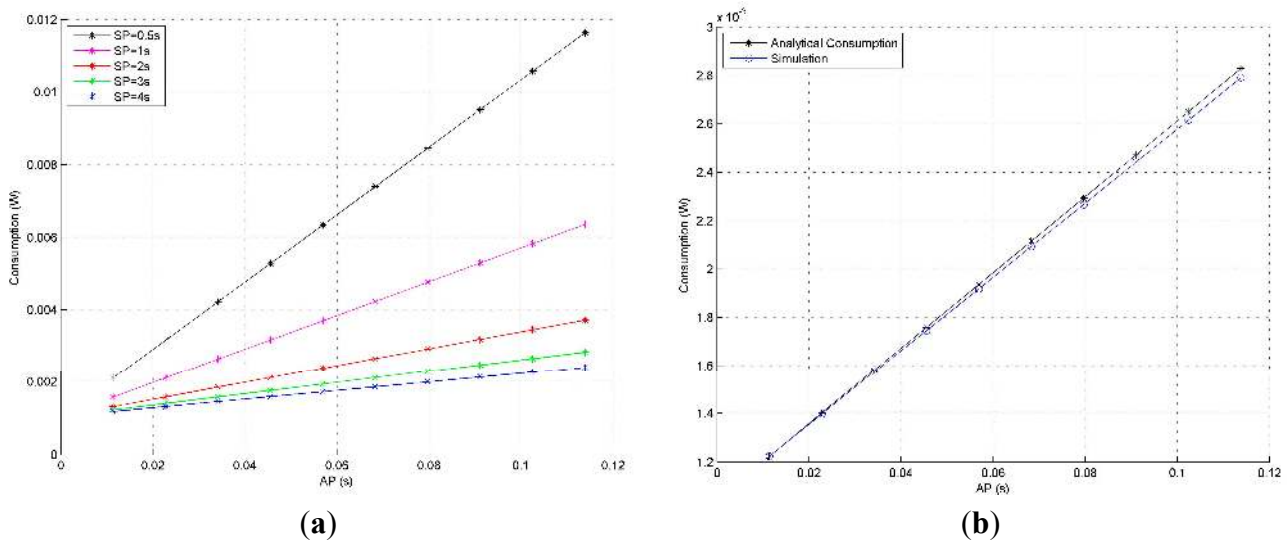 0.012
0.01
0.008
0.006
0.004
0.002
0
Consumption (W)
SP=0.5s
SP=1s
SP=2s
SP=3s
SP=4s
0 0.02 0.04 0.06 0.08 0.1 0.12
AP (s)
(a)
3
2.8
2.6
2.4
2.2
2
1.8
1.6
1.4
1.2
Consumption (W)
Analytical Consumption
Simulation
0 0.02 0.04 0.06 0.08 0.1 0.12
AP (s)
(b)